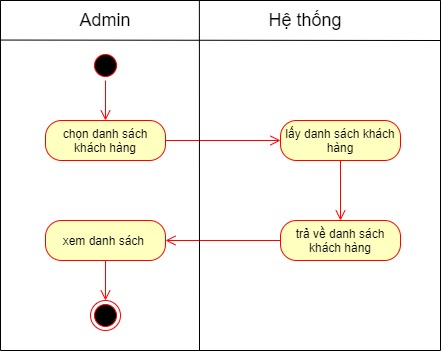 Admin
Hệ thống
chọn danh sách
khách hàng
lấy danh sách khách
hàng
xem danh sách
trả về danh sách
khách hàng